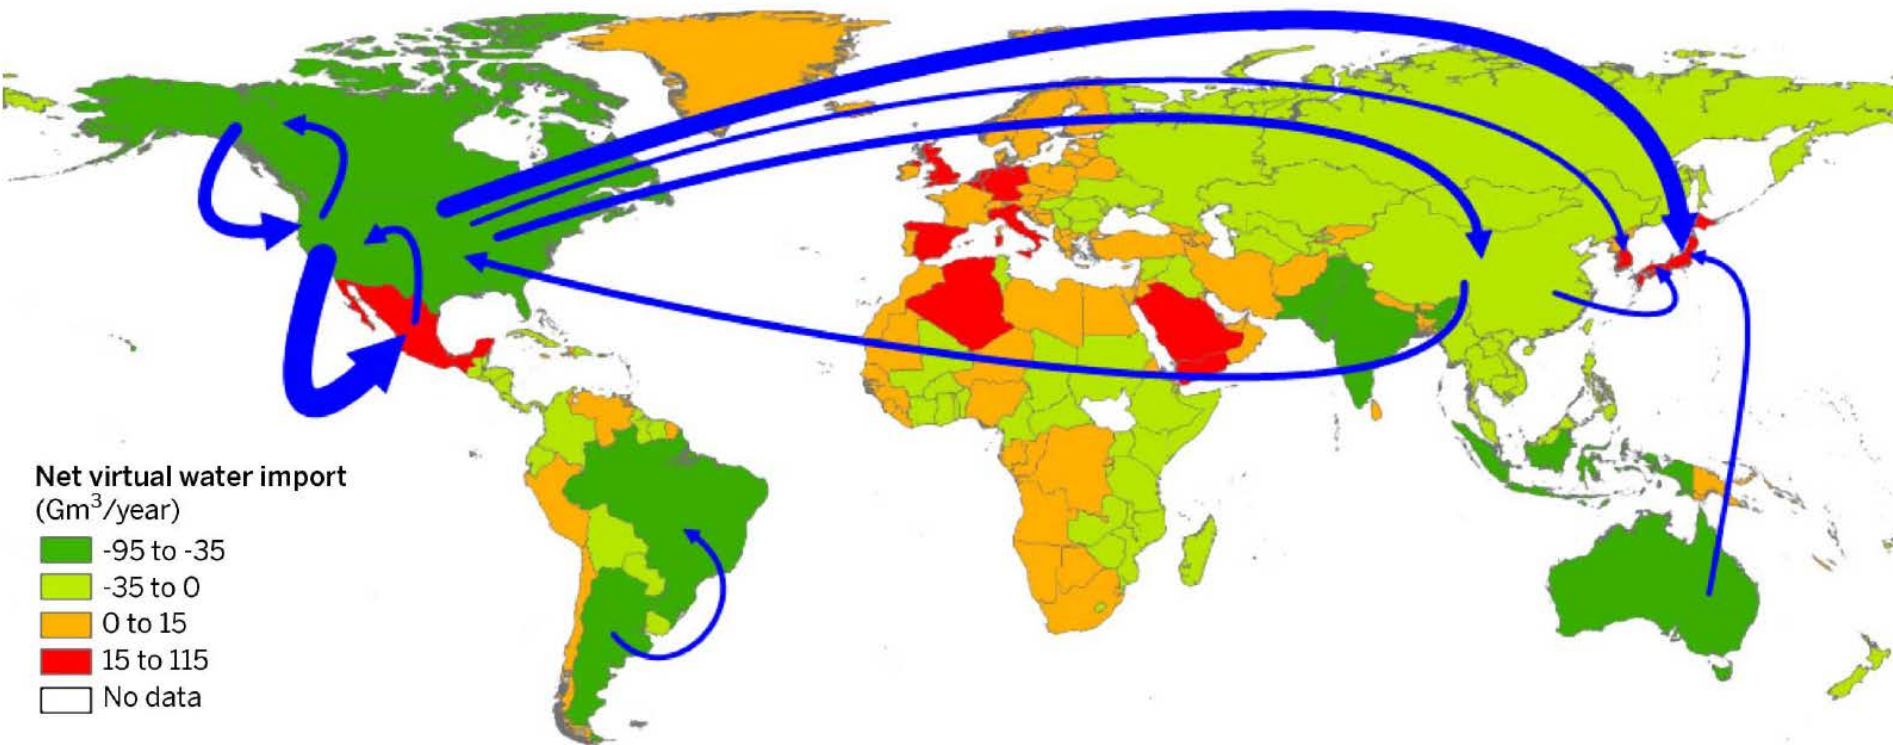 Net virtual water import
(Gm³/year)
-95 to -35
-35 to 0
0 to 15
15 to 115
No data